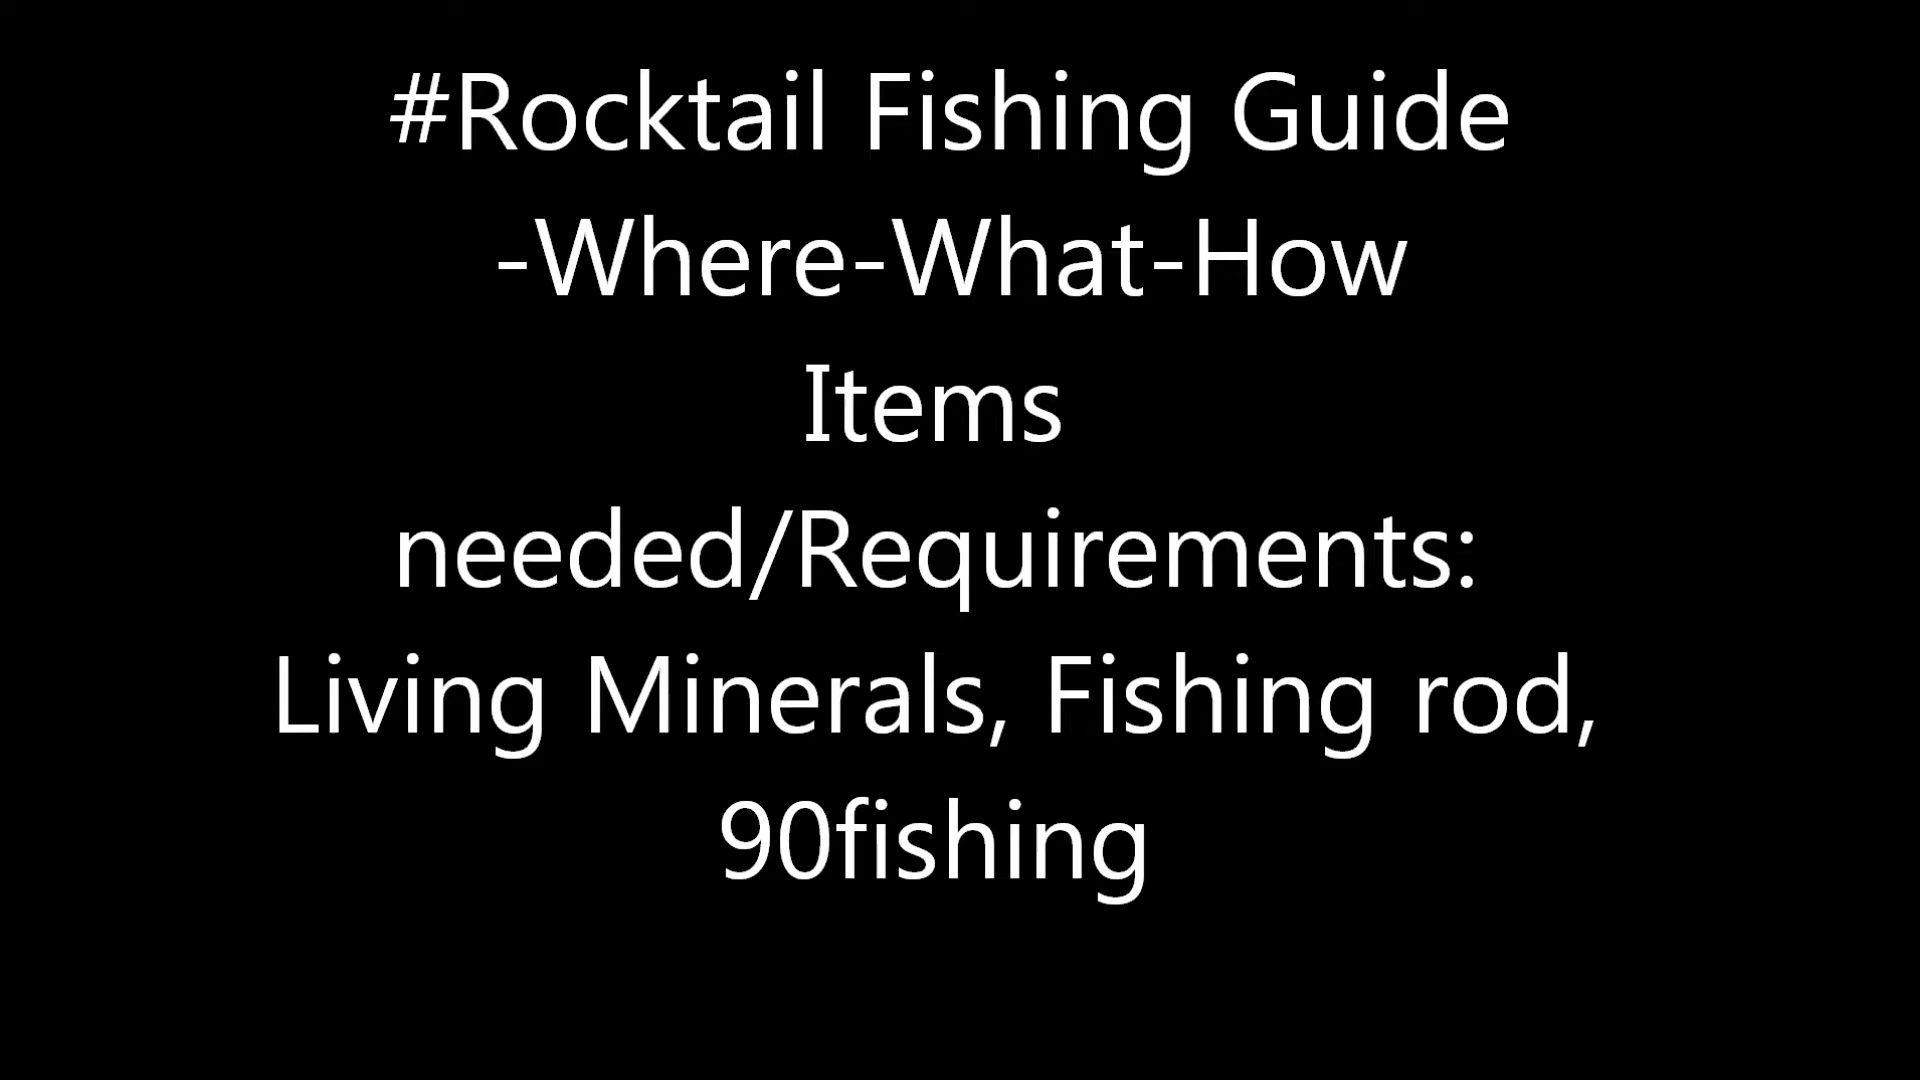 #Rocktail Fishing Guide
-Where-What-How
Items
needed/Requirements:
Living Minerals, Fishing rod,
90fishing